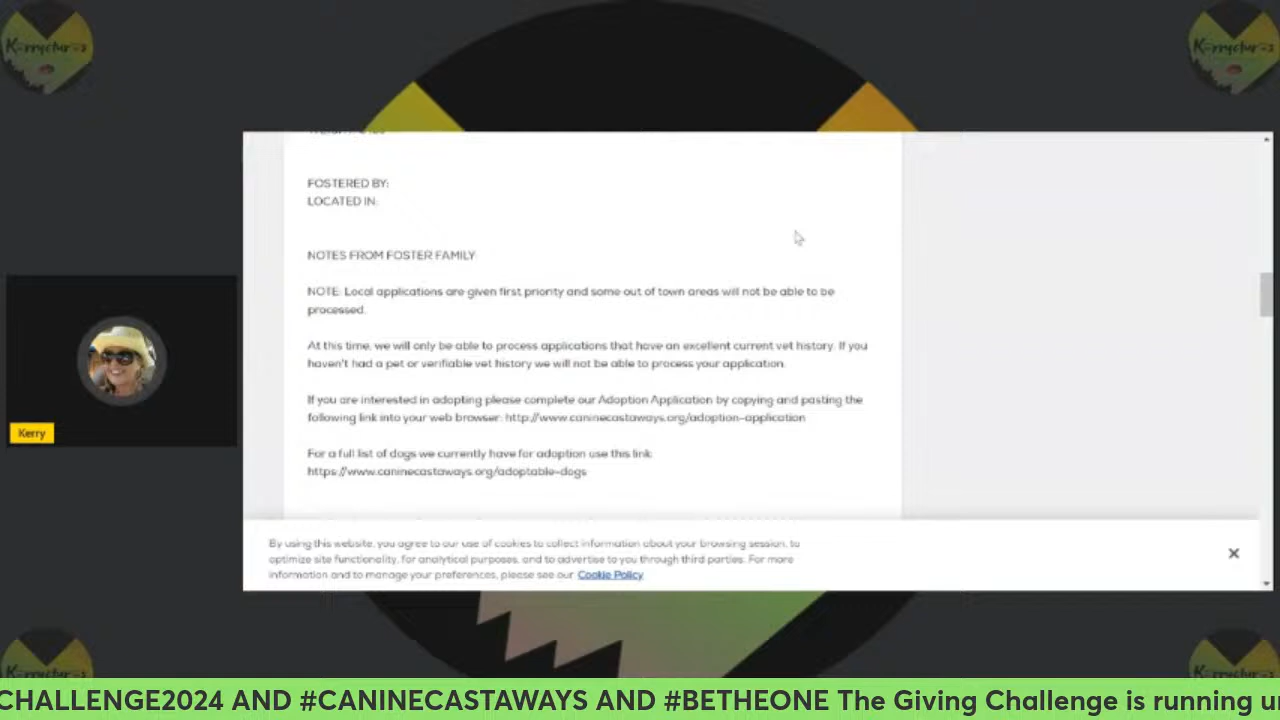 Kerryctures
Kerryctures
FOSTERED BY:
LOCATED IN:
NOTES FROM FOSTER FAMILY
NOTE: Local applications are given first priority and some out of town areas will not be able to be
processed.
At this time, we will only be able to process applications that have an excellent current vet history. If you
haven't had a pet or verifiable vet history we will not be able to process your application.
If you are interested in adopting please complete our Adoption Application by copying and pasting the
following link into your web browser: http://www.caninecastaways.org/adoption-application
For a full list of dogs we currently have for adoption use this link:
https://www.caninecastaways.org/adoptable-dogs
Kerry
By using this website, you agree to our use of cookies to collect information about your browsing session, to
optimize site functionality, for analytical purposes, and to advertise to you through third parties. For more
information and to manage your preferences, please see our Cookie Policy
CHALLENGE2024 AND #CANINECASTAWAYS AND #BETHEONE The Giving Challenge is running u